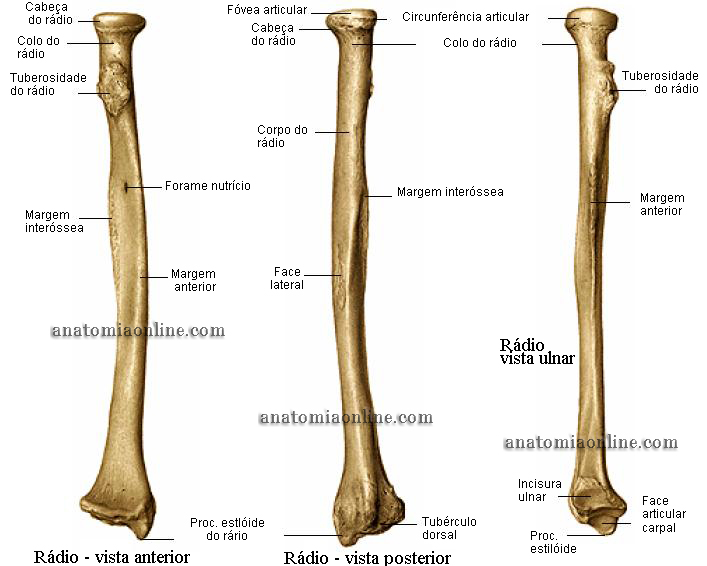 Cabeça
do rádio
Colo do
rádio
Tuberosidade
do rádio
Forame nutrício
Margem
interóssea
Margem
anterior
anatomiaonline.com
Rádio - vista anterior
Fóvea articular
Cabeça
do rádio
Circunferência articular
Colo do rádio
Corpo do
rádio
Margem interóssea
Face
lateral
anatomiaonline.com
Proc. estlóide
do rário
Tubérculo
dorsal
Rádio - vista posterior
Tuberosidade
do rádio
Margem
anterior
Rádio
vista ulnar
anatomiaonline.com
Incisura
ulnar
Face
articular
carpal
Proc.
estilóide